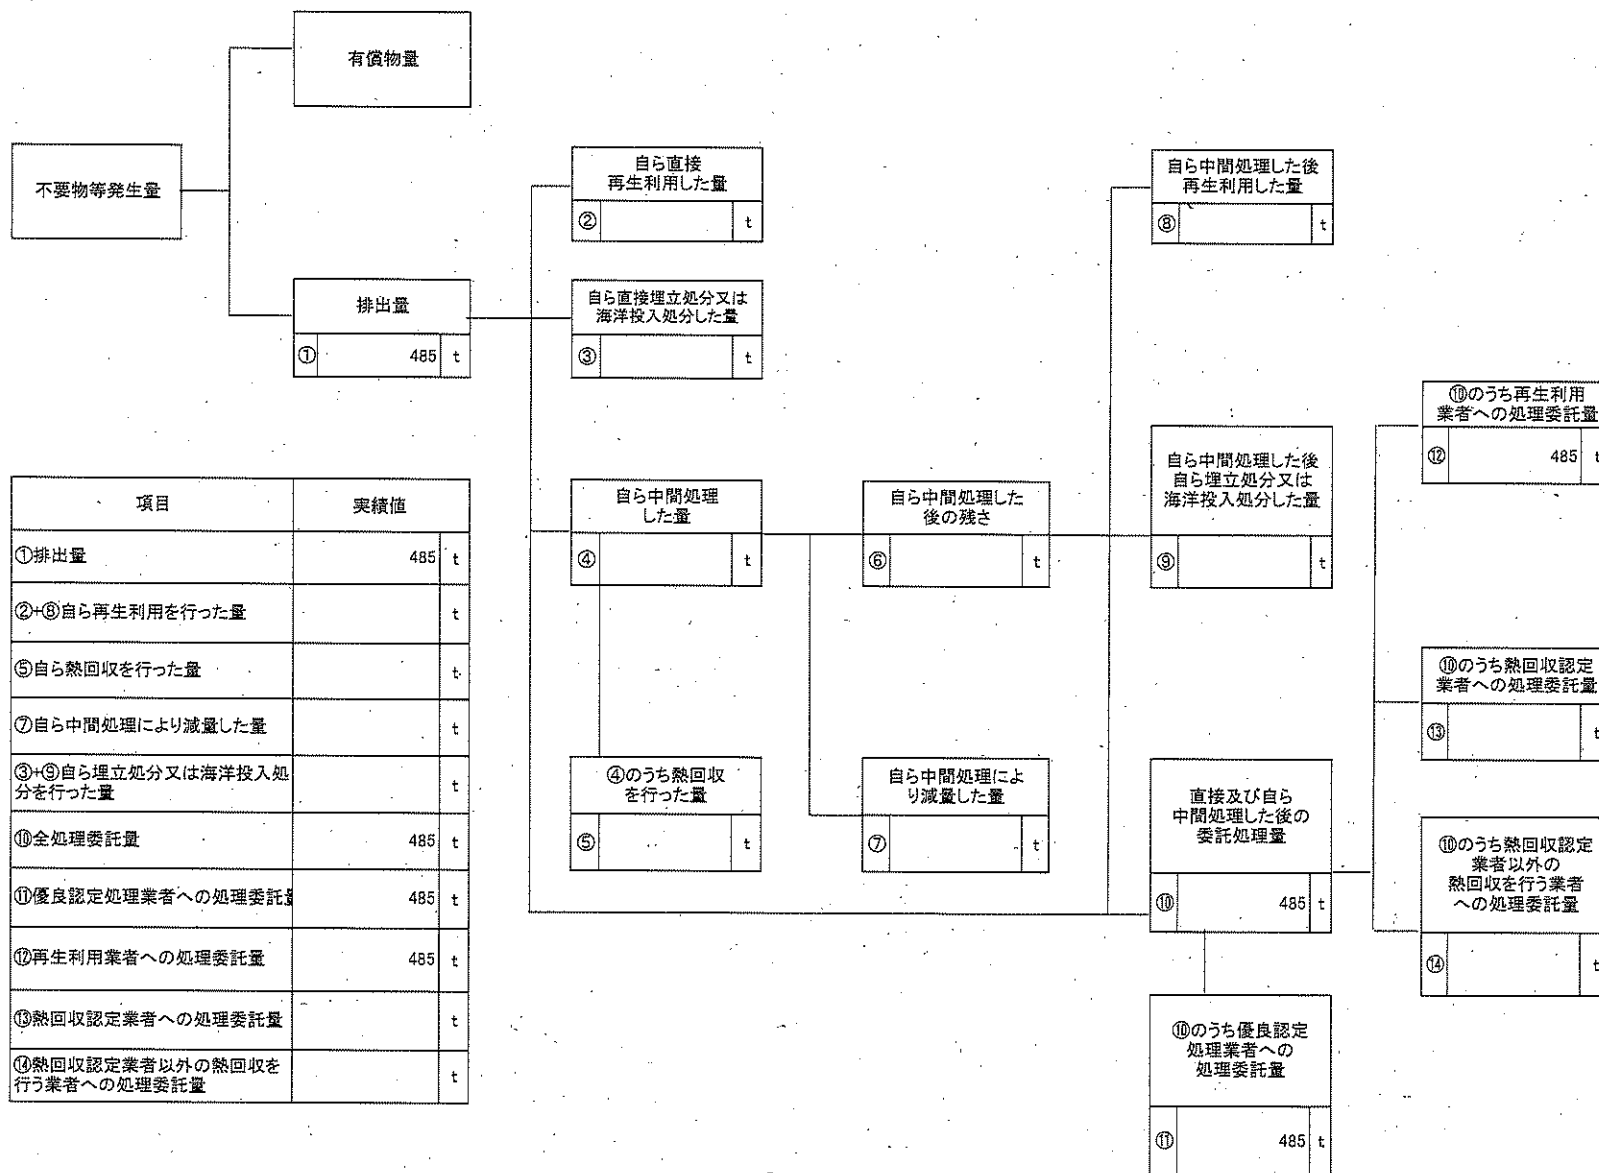 有償物量
不要物等発生量
排出量
① 485 t
自ら直接
再生利用した量
② t
自ら直接埋立処分又は
海洋投入処分した量
③ t
自ら中間処理
した量
④ t
④のうち熱回収
を行った量
⑤ t
自ら中間処理した
後の残さ
⑥ t
自ら中間処理によ
り減量した量
⑦ t
自ら中間処理した後
再生利用した量
⑧ t
自ら中間処理した後
自ら埋立処分又は
海洋投入処分した量
⑨ t
直接及び自ら
中間処理した後の
委託処理量
⑩ 485 t
⑩のうち優良認定
処理業者への
処理委託量
⑪ 485 t
⑩のうち再生利用
業者への処理委託量
⑫ 485 t
⑩のうち熱回収認定
業者への処理委託量
⑬ t
⑩のうち熱回収認定
業者以外の
熱回収を行う業者
への処理委託量
⑭ t
項目 実績値
①排出量 485 t
②+⑧自ら再生利用を行った量 t
⑤自ら熱回収を行った量 t
⑦自ら中間処理により減量した量 t
③+⑨自ら埋立処分又は海洋投入処
分を行った量 t
⑩全処理委託量 485 t
⑪優良認定処理業者への処理委託量 485 t
⑫再生利用業者への処理委託量 485 t
⑬熱回収認定業者への処理委託量 t
⑭熱回収認定業者以外の熱回収を
行う業者への処理委託量 t